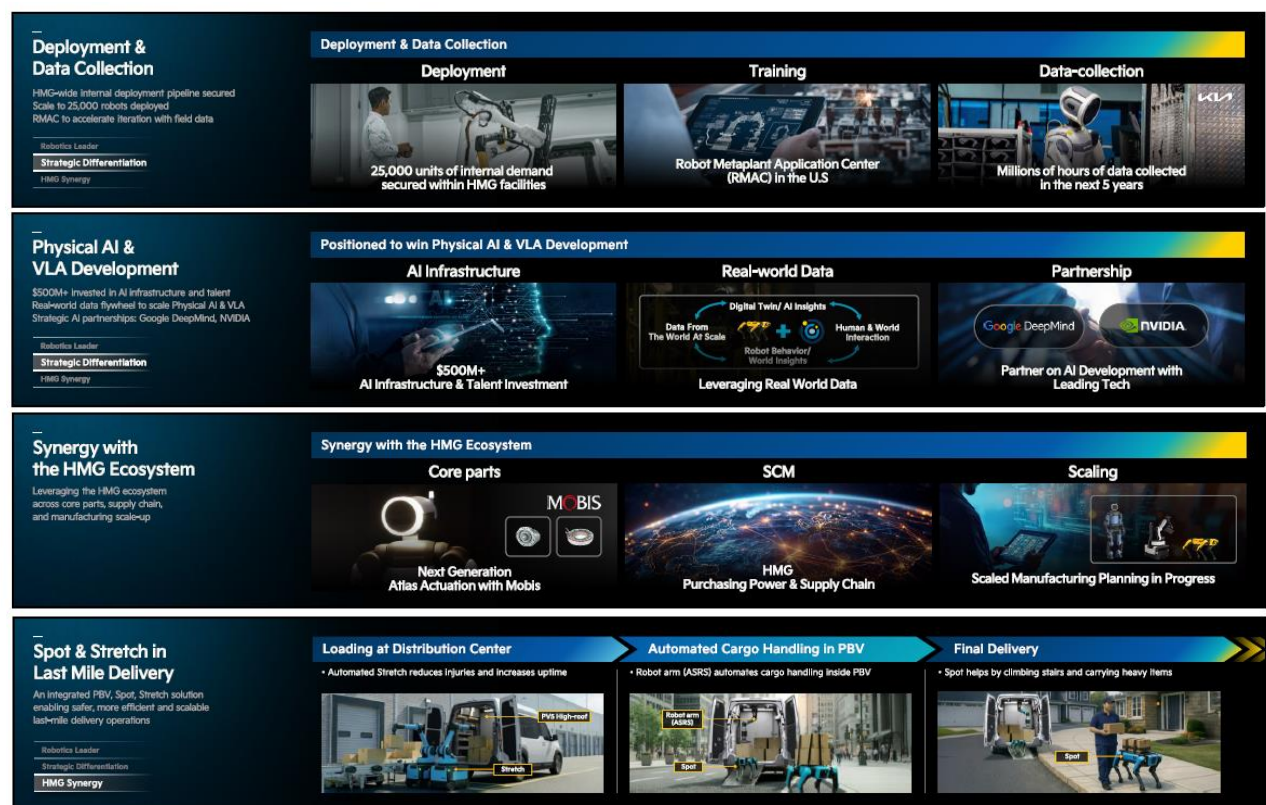 Deployment &
Data Collection
HMG-wide internal deployment pipeline secured
Scale to 25,000 robots deployed
RMAC to accelerate iteration with field data
Robotics Leader
Strategic Differentiation
HMG Synergy
Deployment & Data Collection
Deployment
25,000 units of internal demand
secured within HMG facilities
Training
Robot Metaplant Application Center
(RMAC) in the U.S
Data-collection
KIA
Millions of hours of data collected
in the next 5 years
Physical AI &
VLA Development
$500M+ invested in AI infrastructure and talent
Real-world data flywheel to scale Physical AI & VLA
Strategic AI partnerships: Google DeepMind, NVIDIA
Robotics Leader
Strategic Differentiation
HMG Synergy
Positioned to win Physical AI & VLA Development
AI Infrastructure
AI
$500M+
AI Infrastructure & Talent Investment
Real-world Data
Digital Twin/ AI Insights
Data From
The World At Scale
Human & World
Interaction
Robot Behavior/
World Insights
Leveraging Real World Data
Partnership
Google DeepMind
NVIDIA
Partner on AI Development with
Leading Tech
Synergy with
the HMG Ecosystem
Leveraging the HMG ecosystem
across core parts, supply chain,
and manufacturing scale-up
Synergy with the HMG Ecosystem
Core parts
MOBIS
Next Generation
Atlas Actuation with Mobis
SCM
HMG
Purchasing Power & Supply Chain
Scaling
Scaled Manufacturing Planning in Progress
Spot & Stretch in
Last Mile Delivery
An integrated PBV, Spot, Stretch solution
enabling safer, more efficient and scalable
last-mile delivery operations
Robotics Leader
Strategic Differentiation
HMG Synergy
Loading at Distribution Center
• Automated Stretch reduces injuries and increases uptime
PV5 High-roof
Stretch
Automated Cargo Handling in PBV
• Robot arm (ASRS) automates cargo handling inside PBV
Robot arm
(ASRS)
Spot
Final Delivery
• Spot helps by climbing stairs and carrying heavy items
Spot